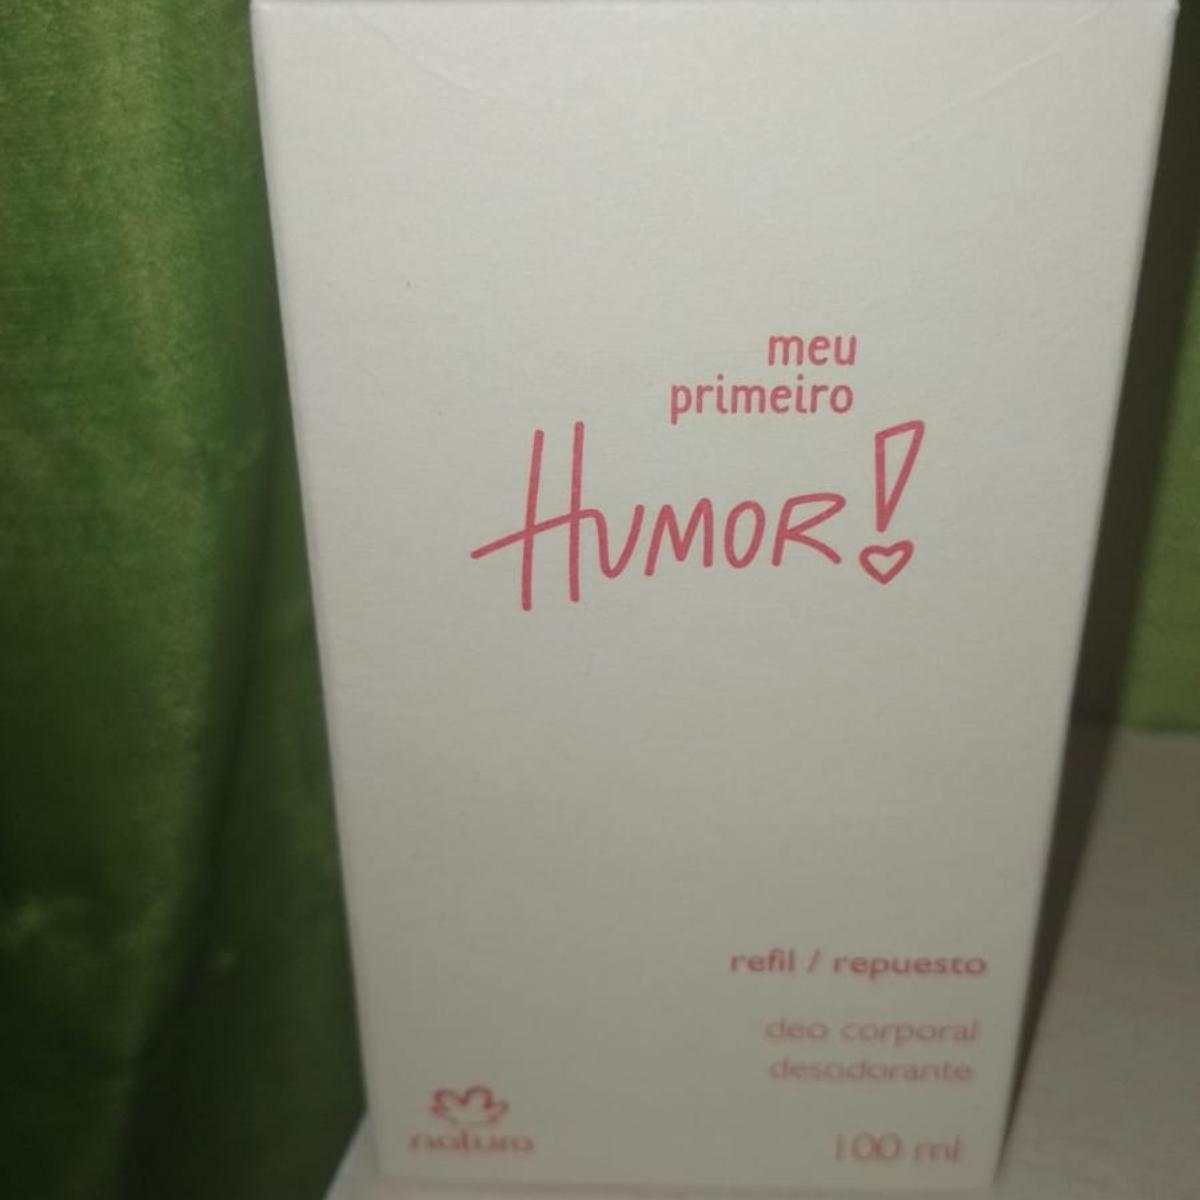 meu
primeiro
HUMOR!
refil / repuesto
deo corporal
desodorante
natura
100 ml